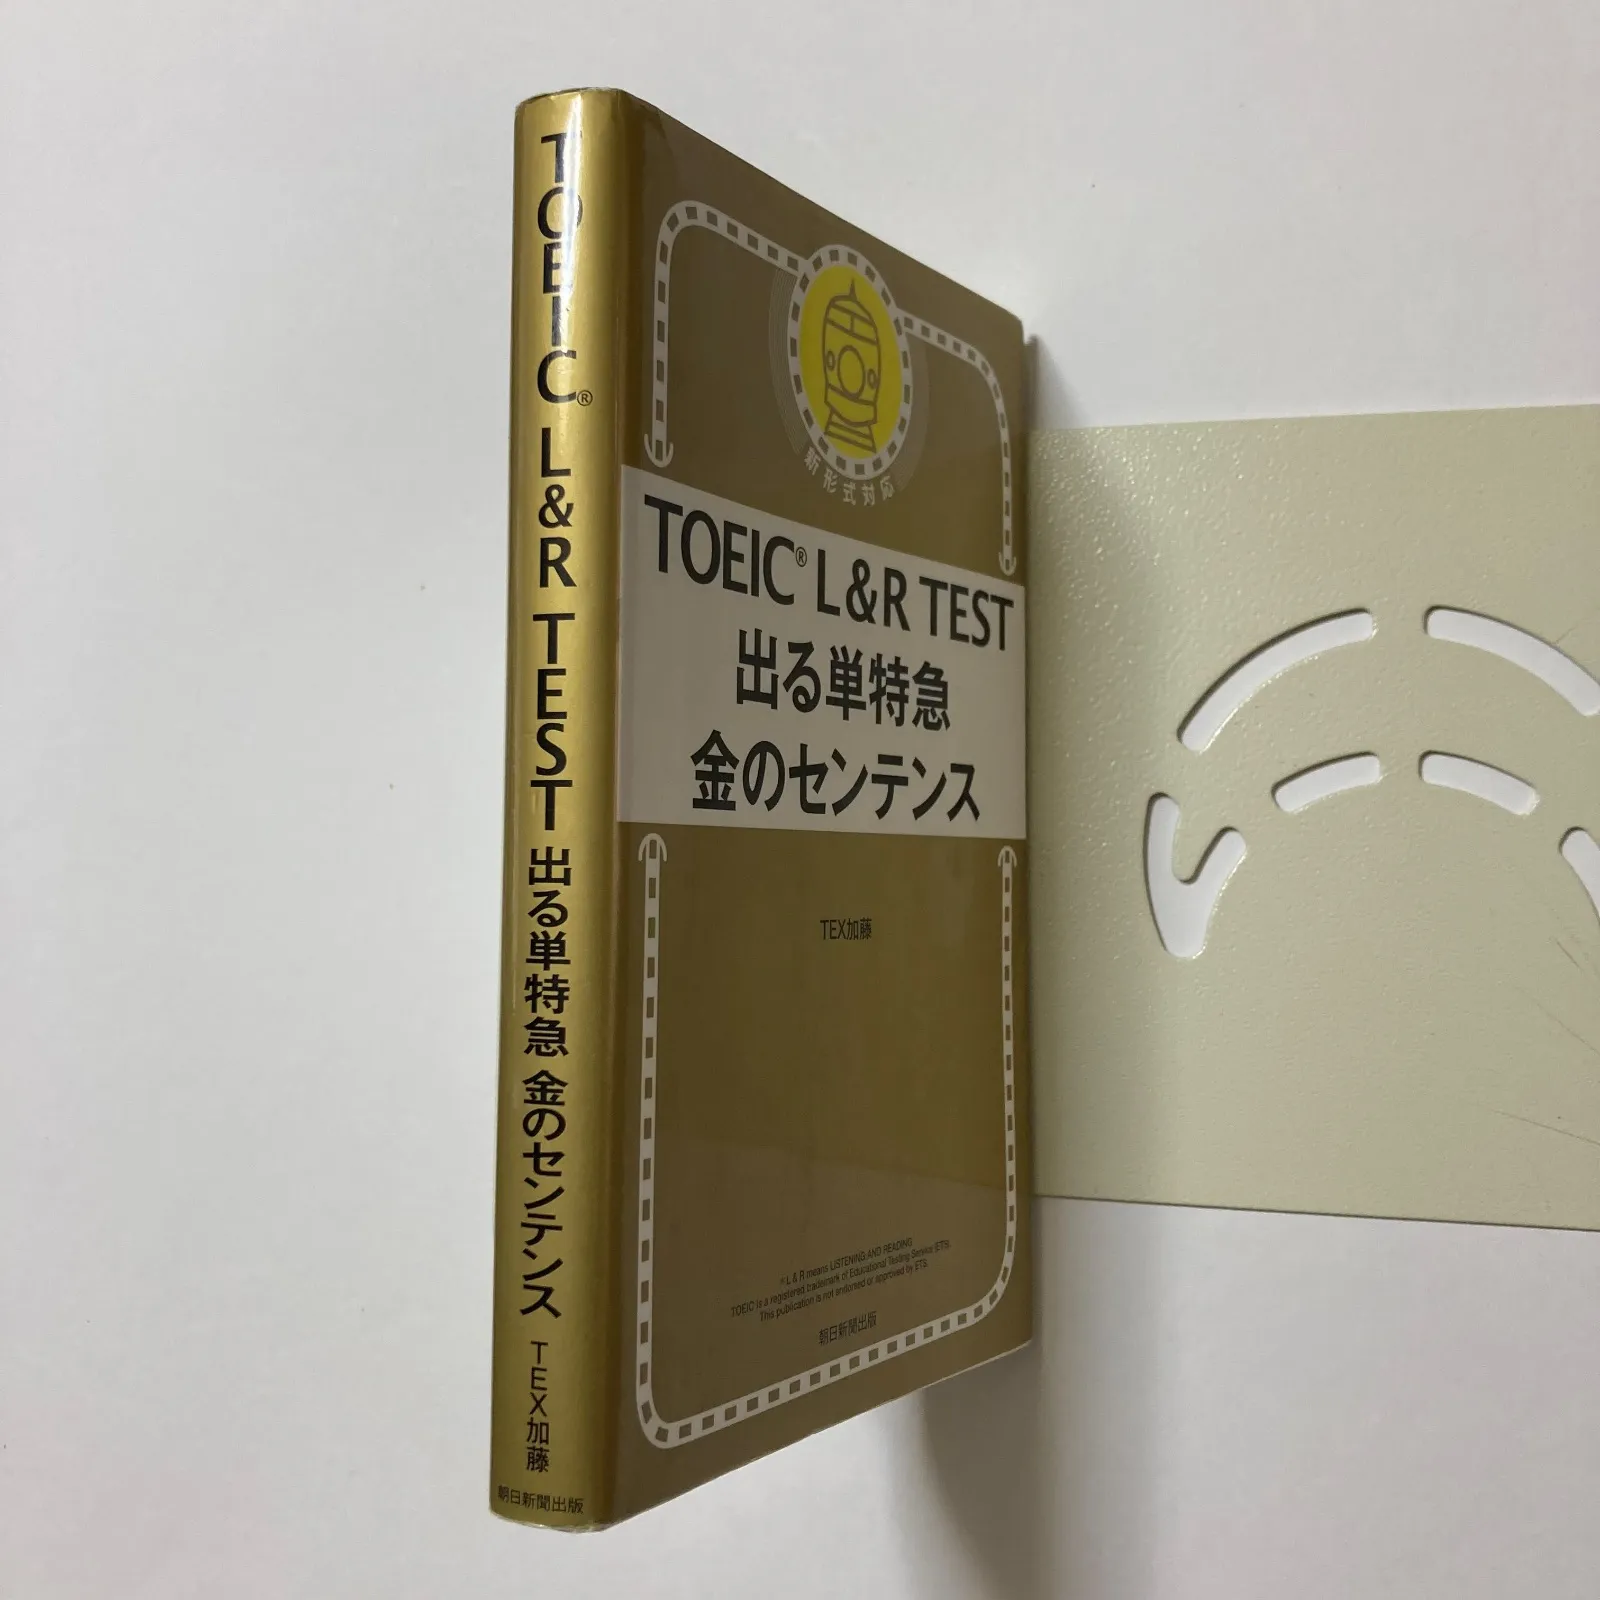 TOEIC® L&R TEST 出る単特急 金のセンテンス TEX加藤
朝日新聞出版
新形式対応
TOEIC® L&R TEST
出る単特急
金のセンテンス
TEX加藤
※L & R means LISTENING AND READING
TOEIC is a registered trademark of Educational Testing Service (ETS).
This publication is not endorsed or approved by ETS.
朝日新聞出版